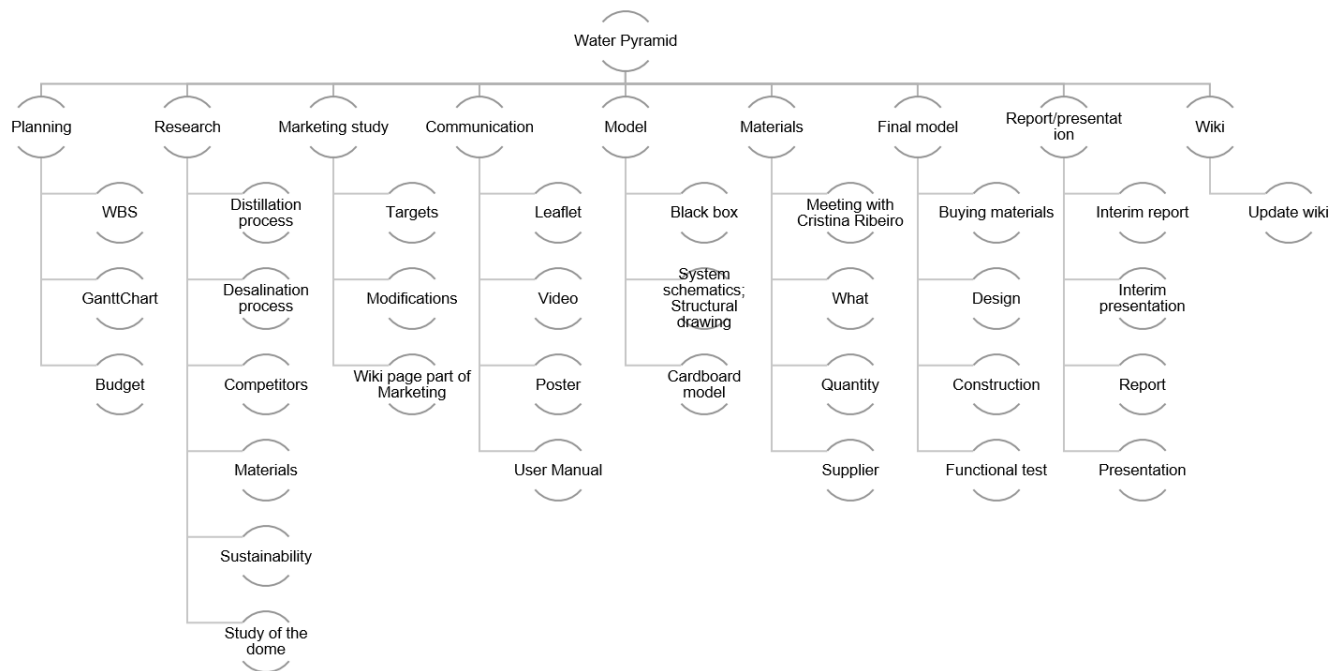 Water Pyramid
Planning
Research
Marketing study
Communication
Model
Materials
Final model
Report/presentat
ion
Wiki
WBS
GanttChart
Budget
Distillation
process
Desalination
process
Competitors
Materials
Sustainability
Study of the
dome
Targets
Modifications
Wiki page part of
Marketing
Leaflet
Video
Poster
User Manual
Black box
System
schematics;
Structural
drawing
Cardboard
model
Meeting with
Cristina Ribeiro
What
Quantity
Supplier
Buying materials
Design
Construction
Functional test
Interim report
Interim
presentation
Report
Presentation
Update wiki